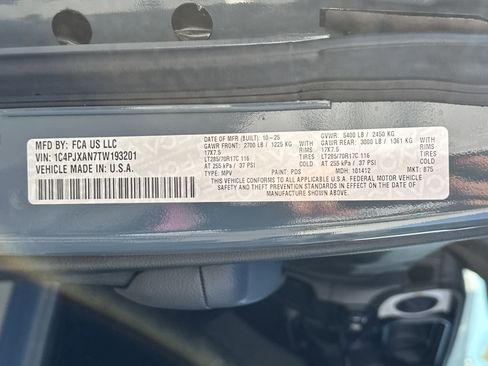 MFD BY: FCA US LLC
VIN: 1C4PJXAN7TW193201
VEHICLE MADE IN: U.S.A.
DATE OF MFR (BUILT): 10-25 GVWR: 5400 LB / 2450 KG
GAWR FRONT: 2700 LB / 1225 KG WITH GAWR REAR: 3000 LB / 1361 KG WITH
17X7.5 RIMS 17X7.5 RIMS
LT285/70R17C 116 TIRES LT285/70R17C 116 TIRES
AT 255 kPa / 37 PSI COLD. AT 255 kPa / 37 PSI COLD.
TYPE: MPV PAINT: PDS MDH: 101412 MKT: B75
THIS VEHICLE CONFORMS TO ALL APPLICABLE U.S.A. FEDERAL MOTOR VEHICLE
SAFETY, BUMPER, AND THEFT PREVENTION STANDARDS IN EFFECT ON THE DATE OF
MANUFACTURE SHOWN ABOVE.